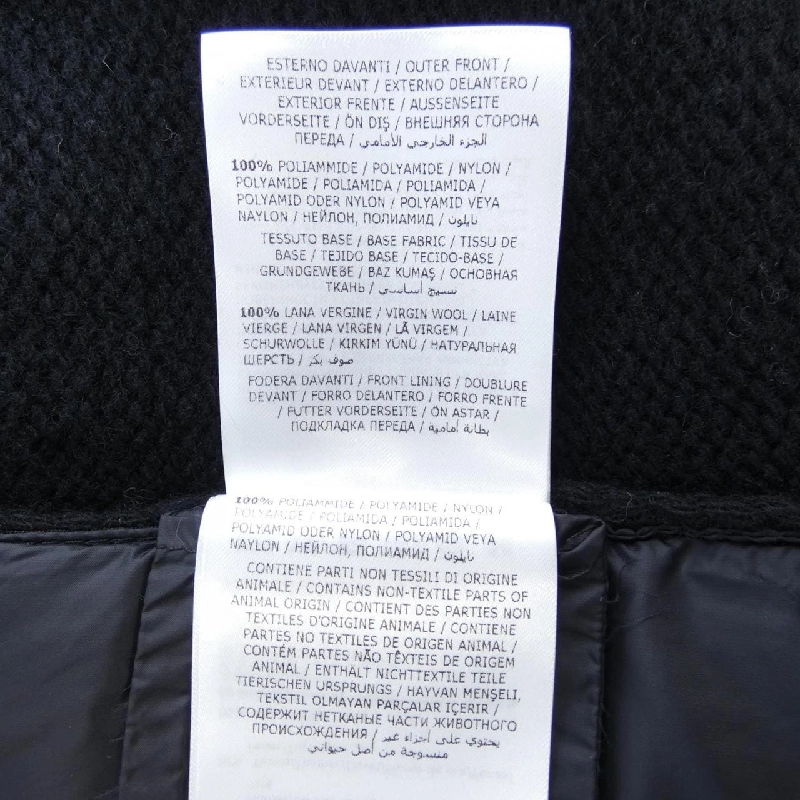 ESTERNO DAVANTI / OUTER FRONT /
EXTERIEUR DEVANT / EXTERNO DELANTERO /
EXTERIOR FRENTE / AUSSENSEITE
VORDERSEITE / ÖN DIŞ / ВНЕШНЯЯ СТОРОНА
ПЕРЕДА / الجزء الخارجي الأمامي
100% POLIAMMIDE / POLYAMIDE / NYLON /
POLYAMIDE / POLIAMIDA / POLIAMIDA /
POLYAMID ODER NYLON / POLYAMID VEYA
NAYLON / НЕЙЛОН, ПОЛИАМИД / نايلون
TESSUTO BASE / BASE FABRIC / TISSU DE
BASE / TEJIDO BASE / TECIDO-BASE /
GRUNDGEWEBE / BAZ KUMAŞ / ОСНОВНАЯ
ТКАНЬ / نسيج أساسي
100% LANA VERGINE / VIRGIN WOOL / LAINE
VIERGE / LANA VIRGEN / LÃ VIRGEM /
SCHURWOLLE / KIRKIM YÜNÜ / НАТУРАЛЬНАЯ
ШЕРСТЬ / صوف بكر
FODERA DAVANTI / FRONT LINING / DOUBLURE
DEVANT / FORRO DELANTERO / FORRO FRENTE
/ FUTTER VORDERSEITE / ÖN ASTAR /
ПОДКЛАДКА ПЕРЕДА / بطانة أمامية
100% POLIAMMIDE / POLYAMIDE / NYLON /
POLYAMIDE / POLIAMIDA / POLIAMIDA /
POLYAMID ODER NYLON / POLYAMID VEYA
NAYLON / НЕЙЛОН, ПОЛИАМИД / نايلون
CONTIENE PARTI NON TESSILI DI ORIGINE
ANIMALE / CONTAINS NON-TEXTILE PARTS OF
ANIMAL ORIGIN / CONTIENT DES PARTIES NON
TEXTILES D'ORIGINE ANIMALE / CONTIENE
PARTES NO TEXTILES DE ORIGEN ANIMAL /
CONTÉM PARTES NÃO TÊXTEIS DE ORIGEM
ANIMAL / ENTHÄLT NICHTTEXTILE TEILE
TIERISCHEN URSPRUNGS / HAYVAN MENŞELİ,
TEKSTIL OLMAYAN PARÇALAR İÇERİR /
СОДЕРЖИТ НЕТКАНЫЕ ЧАСТИ ЖИВОТНОГО
ПРОИСХОЖДЕНИЯ / يحتوي على أجزاء غير
منسوجة من أصل حيواني